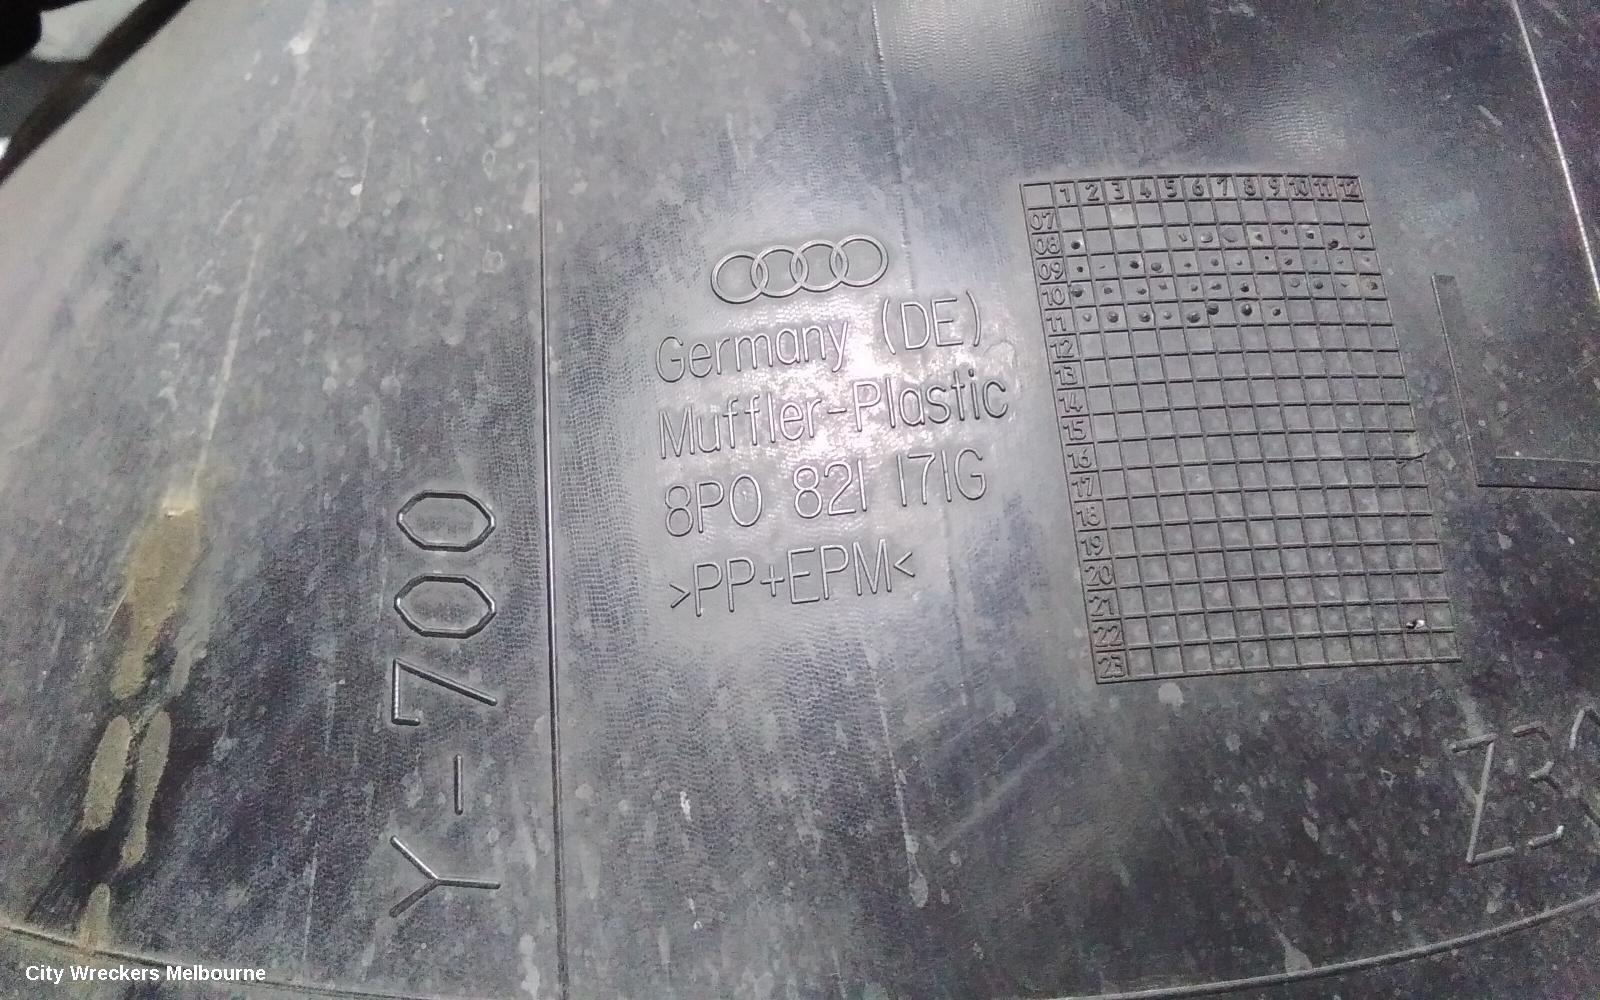 Germany (DE)
Muffler-Plastic
8P0 821 171G
>PP+EPM<
Y-700
1 2 3 4 5 6 7 8 9 10 11 12
07
08
09
10
11
12
13
14
15
16
17
18
19
20
21
22
23
City Wreckers Melbourne